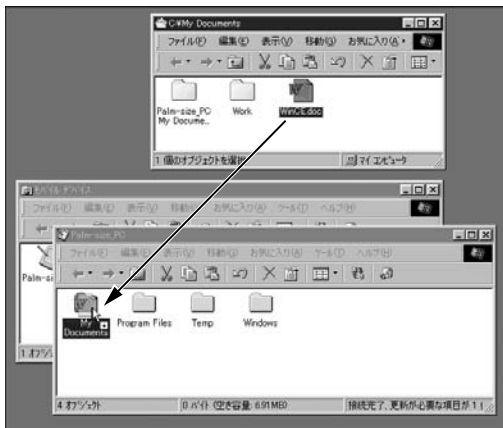 C:¥My Documents
ファイル(F) 編集(E) 表示(V) 移動(G) お気に入り(A)
Palm-size_PC My Docume...
Work
WinCE.doc
1 個のオブジェクトを選択
マイ コンピュータ
モバイル デバイス
ファイル(F) 編集(E) 表示(V) 移動(G) お気に入り(A) ツール(T) ヘルプ(H)
Palm-size_PC
ファイル(F) 編集(E) 表示(V) 移動(G) お気に入り(A) ツール(T) ヘルプ(H)
Palm-si
My Documents
Program Files
Temp
Windows
4 オブジェクト
0 バイト (空き容量: 6.91MB)
接続完了, 更新が必要な項目が 1